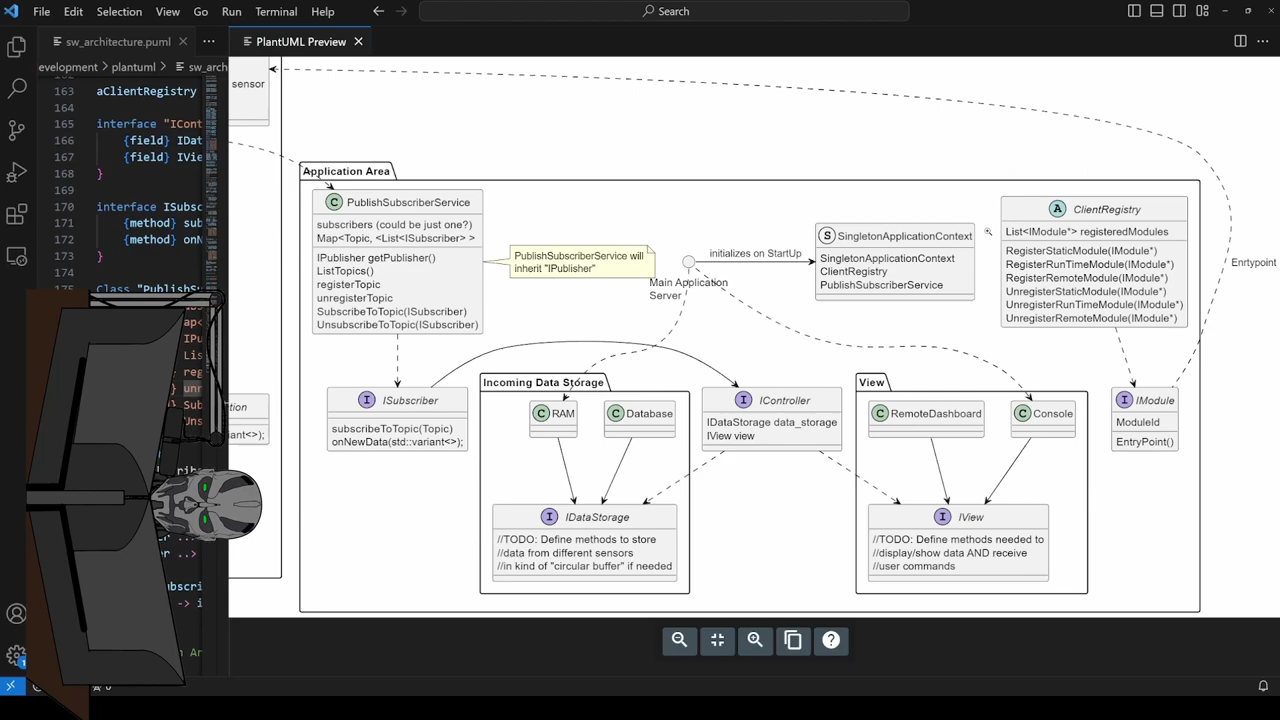 File Edit Selection View Go Run Terminal Help
Search
sw_architecture.puml
PlantUML Preview
evelopment > plantuml > sw_arch
163 aClientRegistry
164
165 interface "ICont
166 {field} IDat
167 {field} IVie
168 }
169
170 interface ISubsc
171 {method} sub
172 {method} onN
173 }
174
175 Class "PublishSu
sensor
Application Area
C PublishSubscriberService
subscribers (could be just one?)
Map<Topic, <List<ISubscriber> >
IPublisher getPublisher()
ListTopics()
registerTopic
unregisterTopic
SubscribeToTopic(ISubscriber)
UnsubscribeToTopic(ISubscriber)
PublishSubscriberService will
inherit "IPublisher"
Main Application
Server
initializes on StartUp
S SingletonApplicationContext
SingletonApplicationContext
ClientRegistry
PublishSubscriberService
A ClientRegistry
List<IModule*> registeredModules
RegisterStaticModule(IModule*)
RegisterRunTimeModule(IModule*)
RegisterRemoteModule(IModule*)
UnregisterStaticModule(IModule*)
UnregisterRunTimeModule(IModule*)
UnregisterRemoteModule(IModule*)
Enrtypoint
I ISubscriber
subscribeToTopic(Topic)
onNewData(std::variant<>);
Incoming Data Storage
C RAM
C Database
I IDataStorage
//TODO: Define methods to store
//data from different sensors
//in kind of "circular buffer" if needed
I IController
IDataStorage data_storage
IView view
View
C RemoteDashboard
C Console
I IView
//TODO: Define methods needed to
//display/show data AND receive
//user commands
I IModule
ModuleId
EntryPoint()